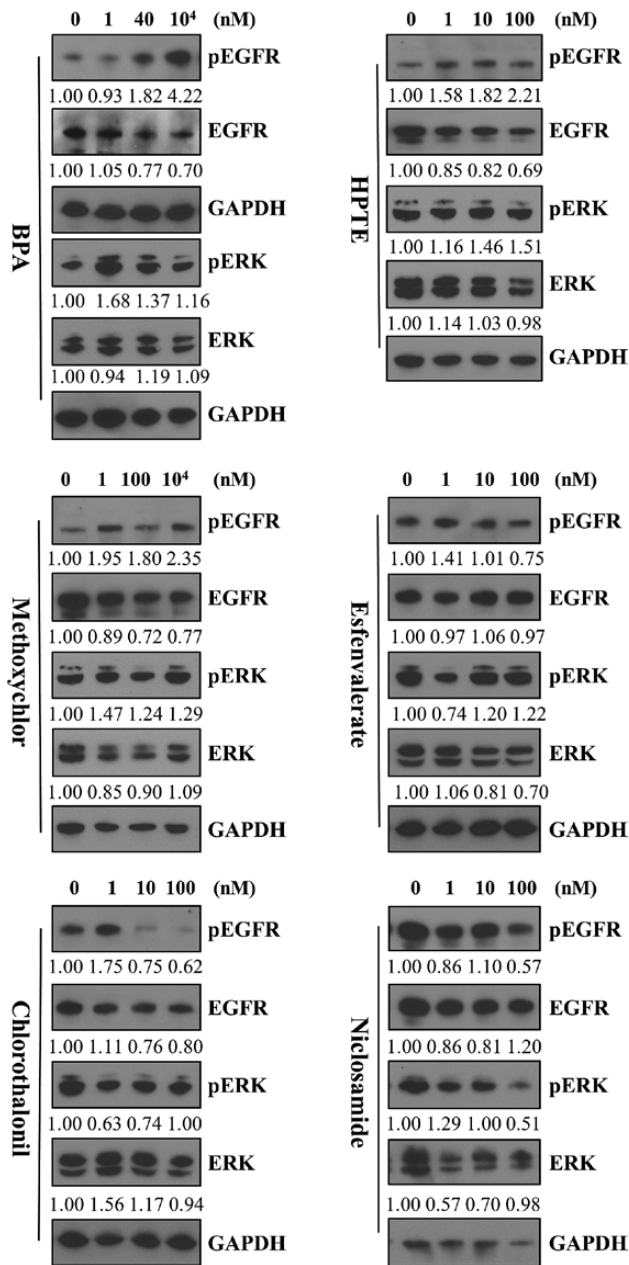 0 1 40 10⁴ (nM)
pEGFR
1.00 0.93 1.82 4.22
EGFR
1.00 1.05 0.77 0.70
GAPDH
pERK
1.00 1.68 1.37 1.16
ERK
1.00 0.94 1.19 1.09
GAPDH
BPA
0 1 10 100 (nM)
pEGFR
1.00 1.58 1.82 2.21
EGFR
1.00 0.85 0.82 0.69
pERK
1.00 1.16 1.46 1.51
ERK
1.00 1.14 1.03 0.98
GAPDH
HPTE
0 1 100 10⁴ (nM)
pEGFR
1.00 1.95 1.80 2.35
EGFR
1.00 0.89 0.72 0.77
pERK
1.00 1.47 1.24 1.29
ERK
1.00 0.85 0.90 1.09
GAPDH
Methoxychlor
0 1 10 100 (nM)
pEGFR
1.00 1.41 1.01 0.75
EGFR
1.00 0.97 1.06 0.97
pERK
1.00 0.74 1.20 1.22
ERK
1.00 1.06 0.81 0.70
GAPDH
Esfenvalerate
0 1 10 100 (nM)
pEGFR
1.00 1.75 0.75 0.62
EGFR
1.00 1.11 0.76 0.80
pERK
1.00 0.63 0.74 1.00
ERK
1.00 1.56 1.17 0.94
GAPDH
Chlorothalonil
0 1 10 100 (nM)
pEGFR
1.00 0.86 1.10 0.57
EGFR
1.00 0.86 0.81 1.20
pERK
1.00 1.29 1.00 0.51
ERK
1.00 0.57 0.70 0.98
GAPDH
Niclosamide